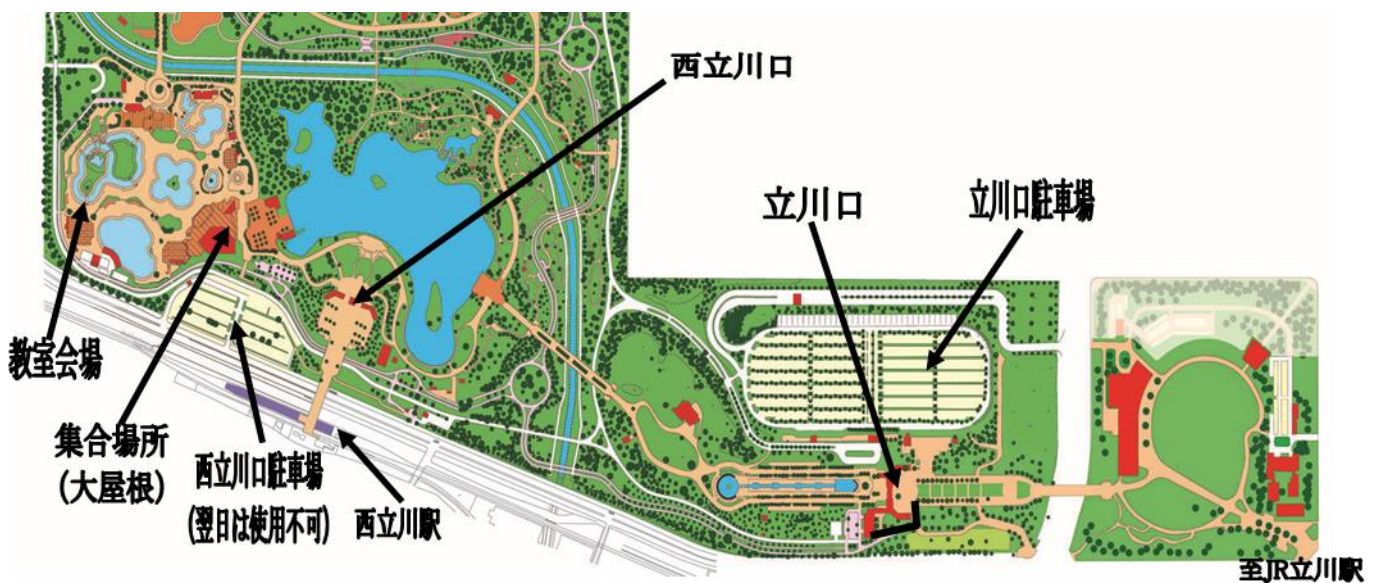 西立川口
立川口
立川口駐車場
教室会場
集合場所
(大屋根)
西立川口駐車場
(翌日は使用不可)
西立川駅
至JR立川駅